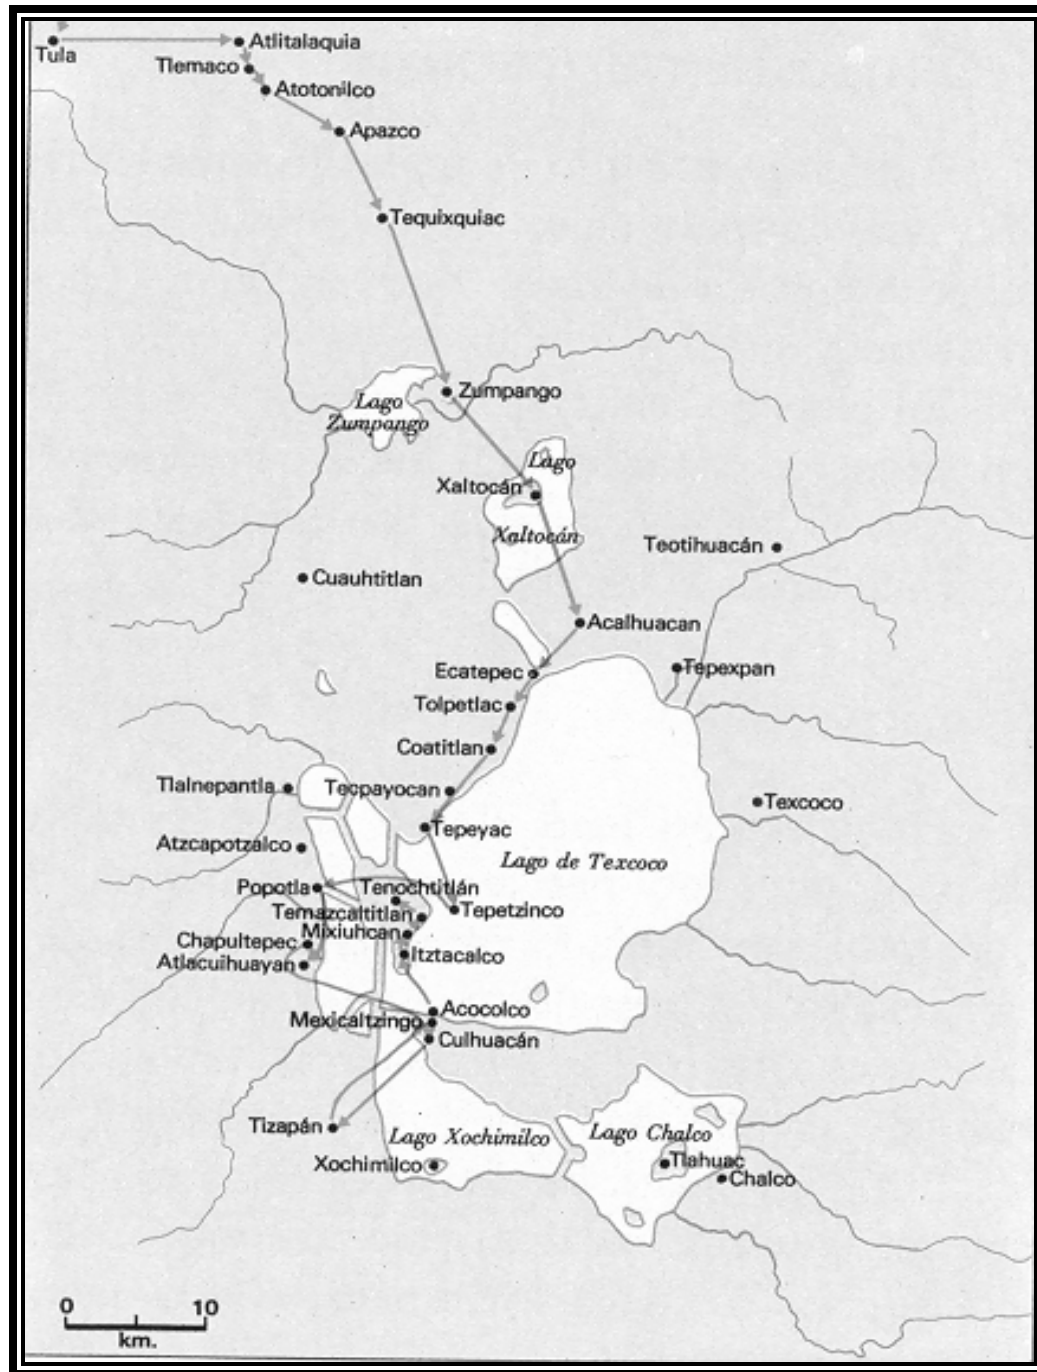 Tula
Atlitalaquia
Tlemaco
Atotonilco
Apazco
Tequixquiac
Zumpango
Lago
Zumpango
Lago
Xaltocán
Xaltocán
Teotihuacán
Cuauhtitlan
Acalhuacan
Ecatepec
Tepexpan
Tolpetlac
Coatitlan
Tlalnepantla
Tecpayocan
Texcoco
Tepeyac
Atzcapotzalco
Lago de Texcoco
Popotla
Tenochtitlán
Temazcaltitlan
Tepetzinco
Mixiuhcan
Chapultepec
Itztacalco
Atlacuihuayan
Acocolco
Mexicaltzingo
Culhuacán
Tizapán
Lago Xochimilco
Lago Chalco
Xochimilco
Tlahuac
Chalco
0 10
km.